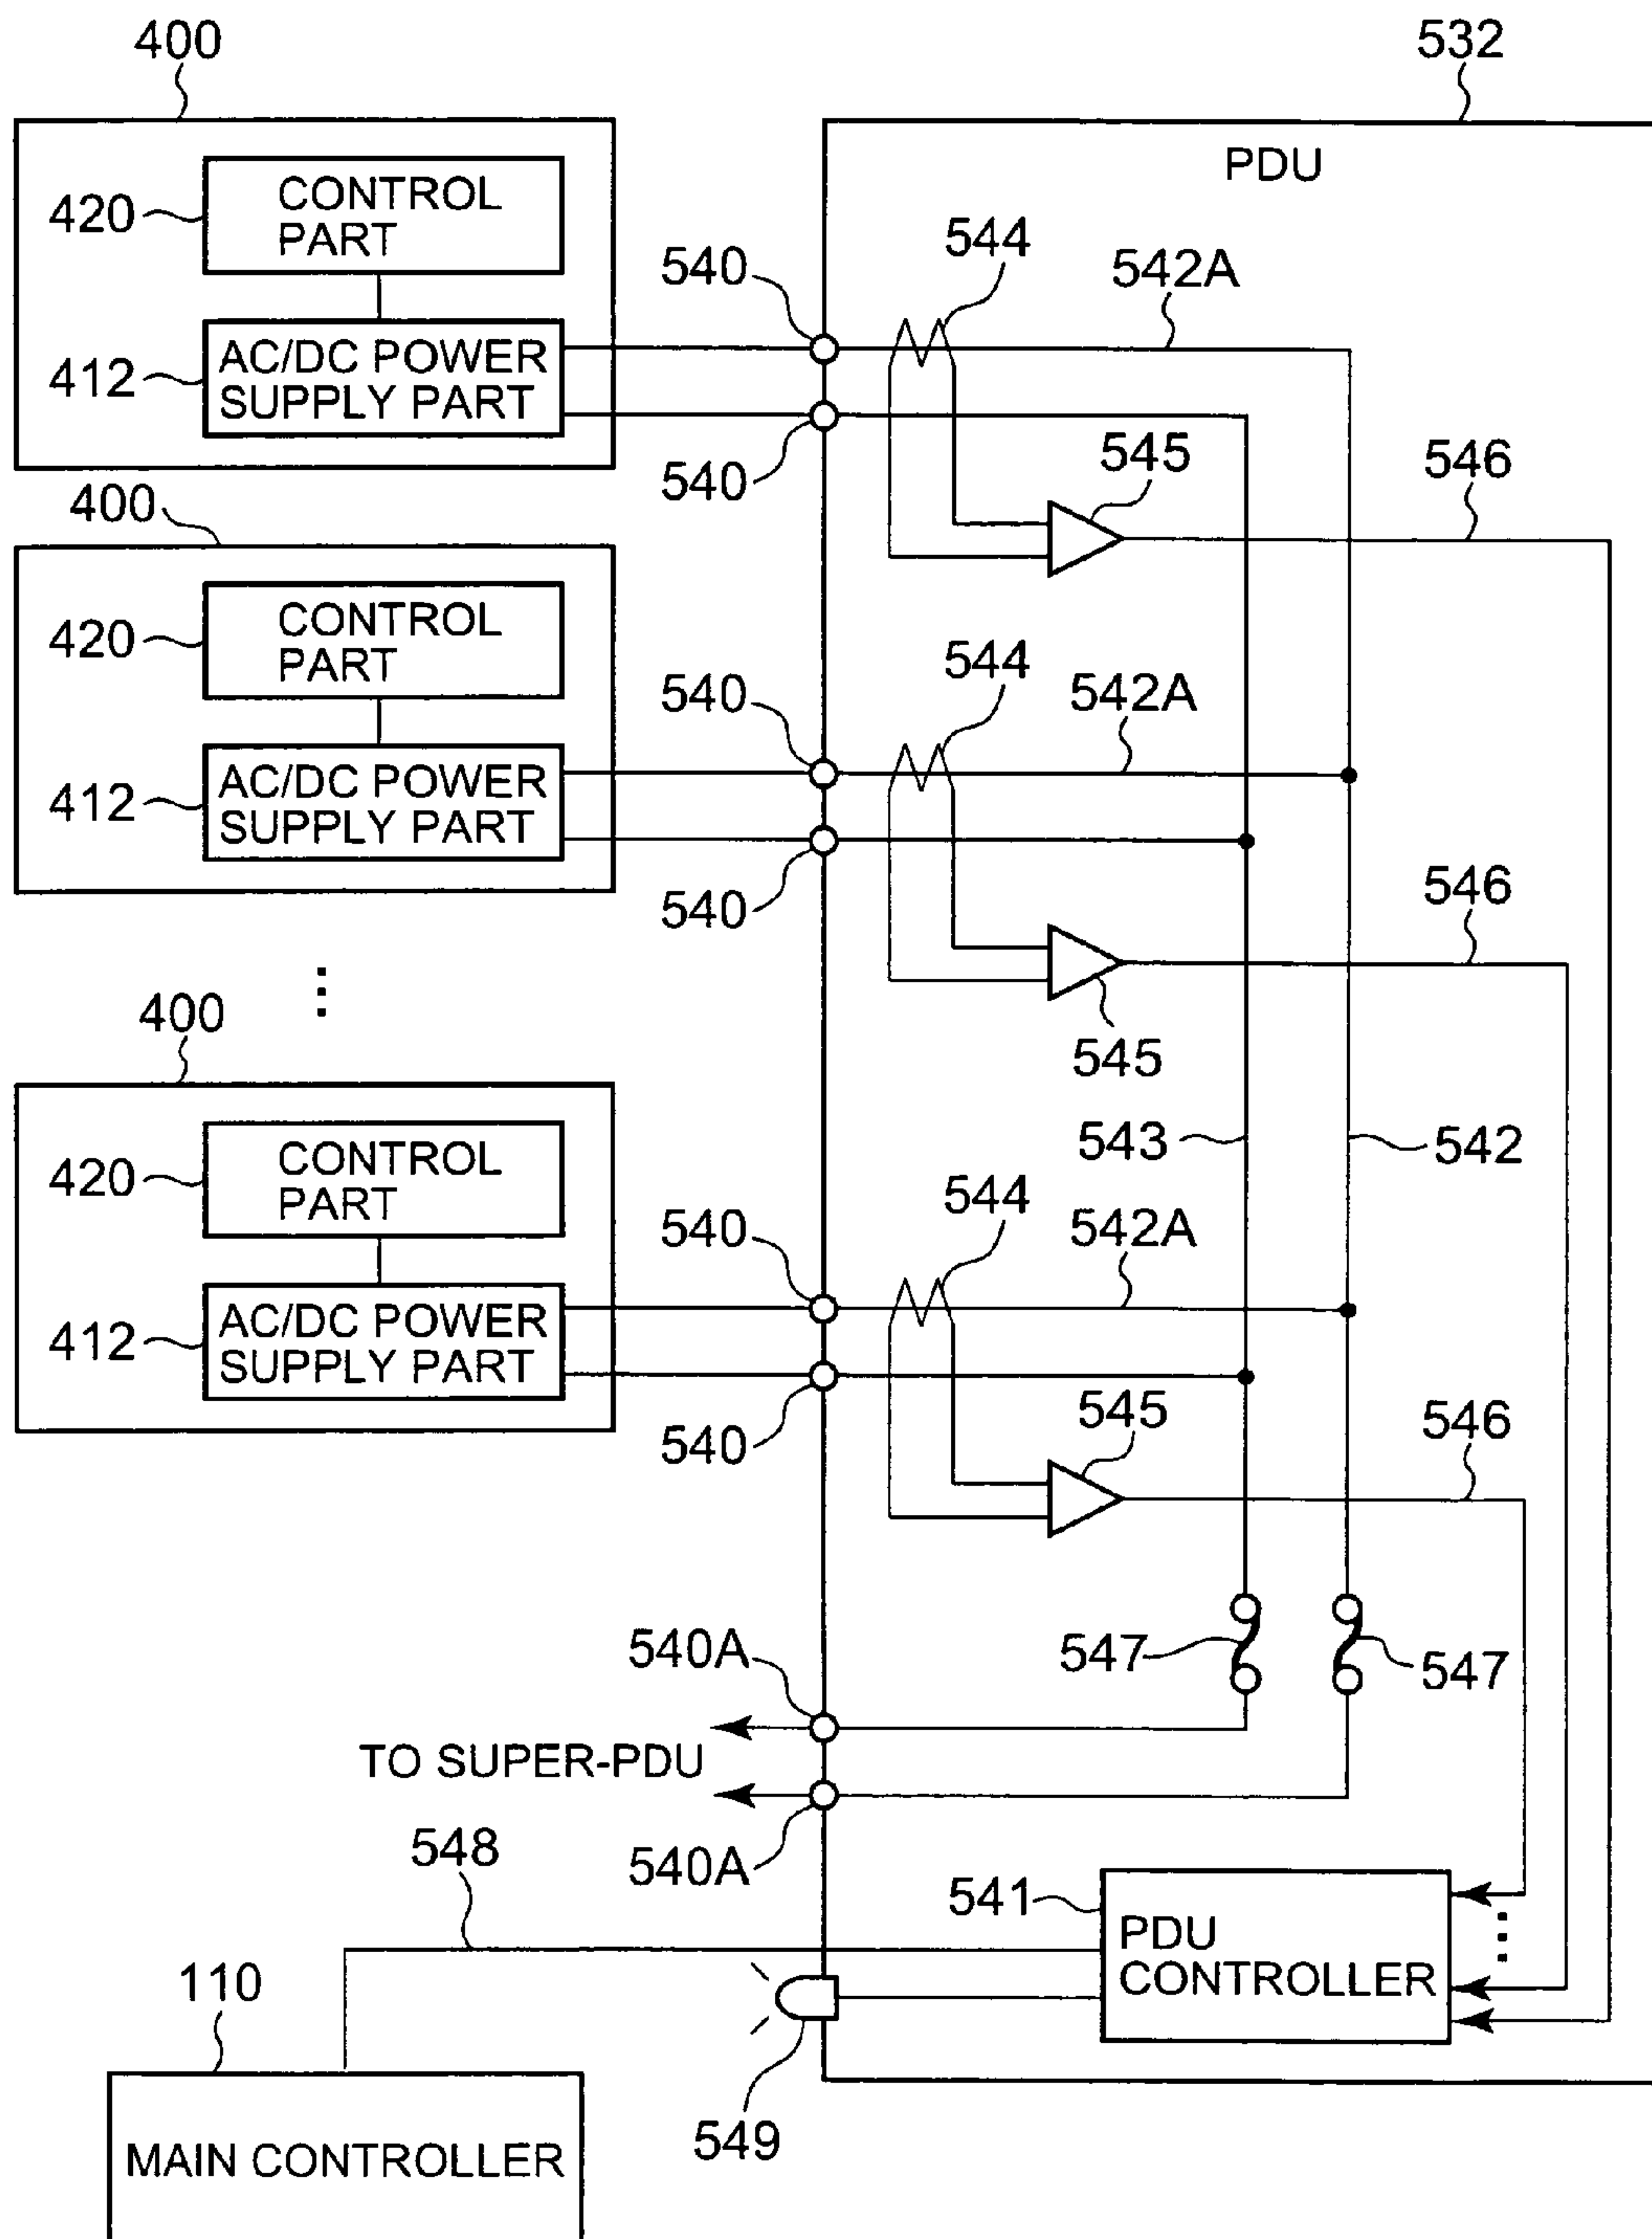 400
532
PDU
420
CONTROL
PART
544
540
542A
412
AC/DC POWER
SUPPLY PART
540
545
546
400
420
CONTROL
PART
544
540
542A
412
AC/DC POWER
SUPPLY PART
540
546
545
400
420
CONTROL
PART
543
542
544
540
542A
412
AC/DC POWER
SUPPLY PART
540
545
546
540A
547
547
TO SUPER-PDU
540A
548
541
PDU
CONTROLLER
110
549
MAIN CONTROLLER